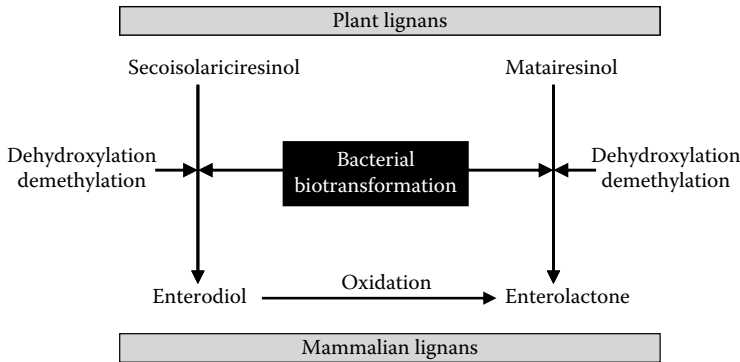 Plant lignans
Secoisolariciresinol
Matairesinol
Dehydroxylation
demethylation
Bacterial
biotransformation
Dehydroxylation
demethylation
Enterodiol
Oxidation
Enterolactone
Mammalian lignans